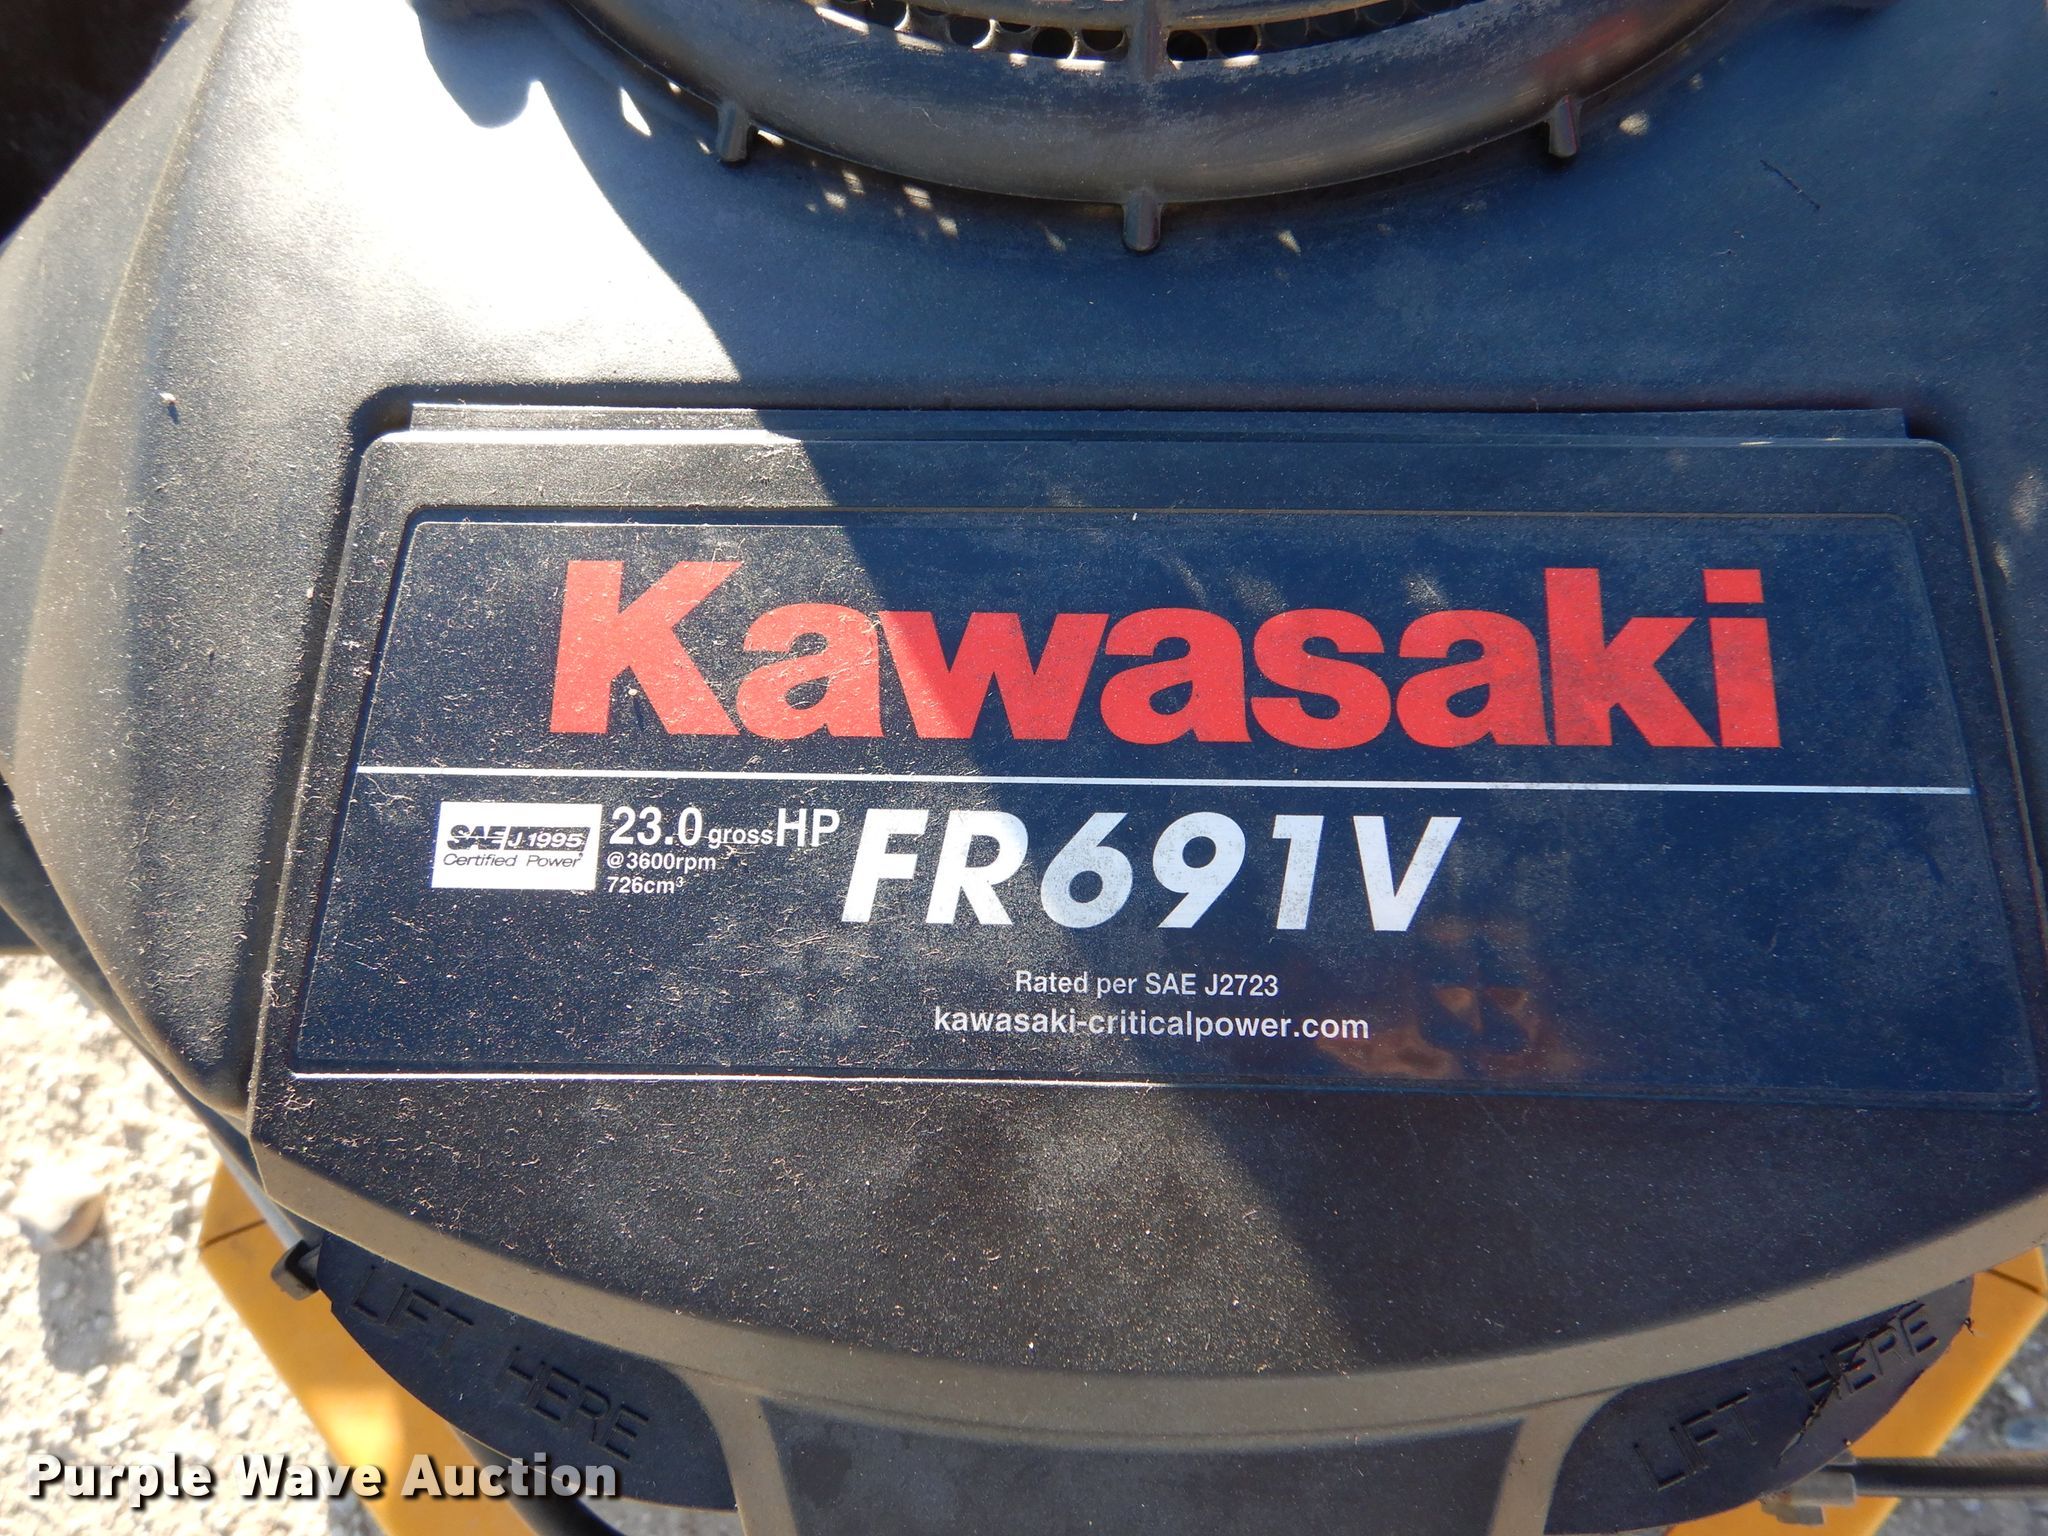 Kawasaki
SAE J1995
Certified Power
23.0 gross HP
@3600rpm
726cm³
FR691V
Rated per SAE J2723
kawasaki-criticalpower.com
LIFT HERE
LIFT HERE
Purple Wave Auction